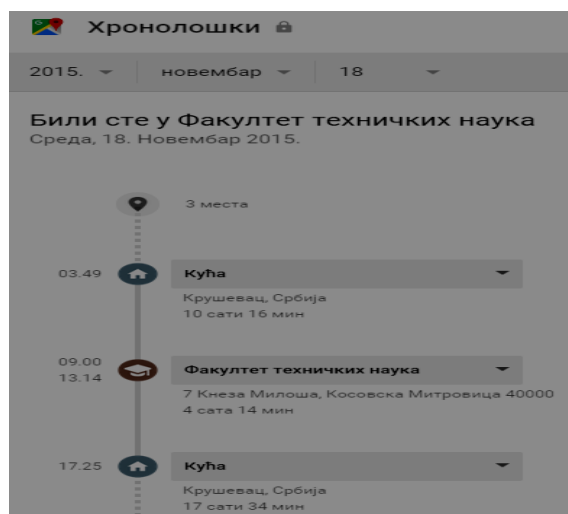 Хронолошки
2015. новембар 18
Били сте у Факултет техничких наука
Среда, 18. Новембар 2015.
3 места
03.49 Кућа
Крушевац, Србија
10 сати 16 мин
09.00
13.14 Факултет техничких наука
7 Кнеза Милоша, Косовска Митровица 40000
4 сата 14 мин
17.25 Кућа
Крушевац, Србија
17 сати 34 мин